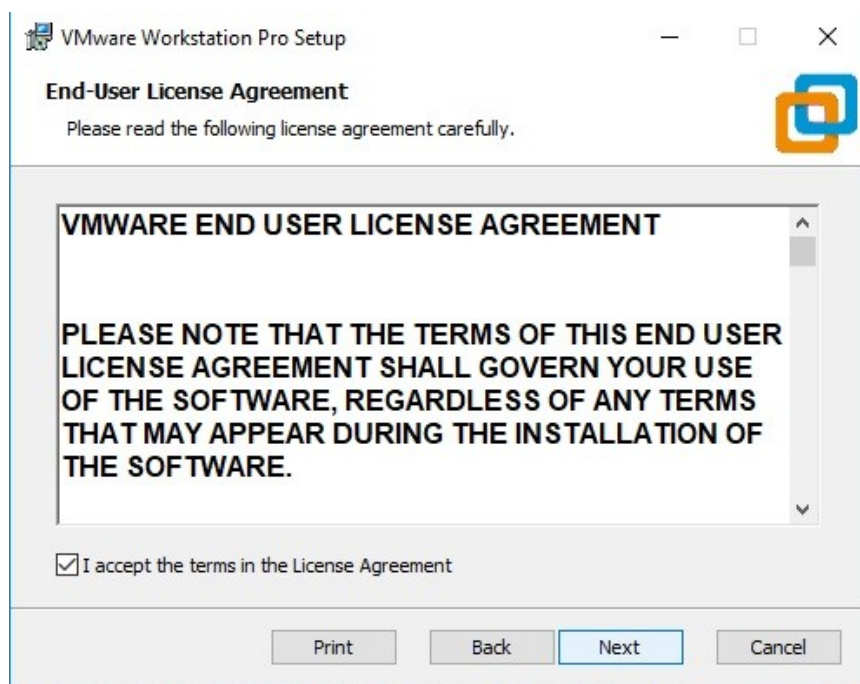 VMware Workstation Pro Setup
End-User License Agreement
Please read the following license agreement carefully.
VMWARE END USER LICENSE AGREEMENT
PLEASE NOTE THAT THE TERMS OF THIS END USER
LICENSE AGREEMENT SHALL GOVERN YOUR USE
OF THE SOFTWARE, REGARDLESS OF ANY TERMS
THAT MAY APPEAR DURING THE INSTALLATION OF
THE SOFTWARE.
I accept the terms in the License Agreement
Print Back Next Cancel